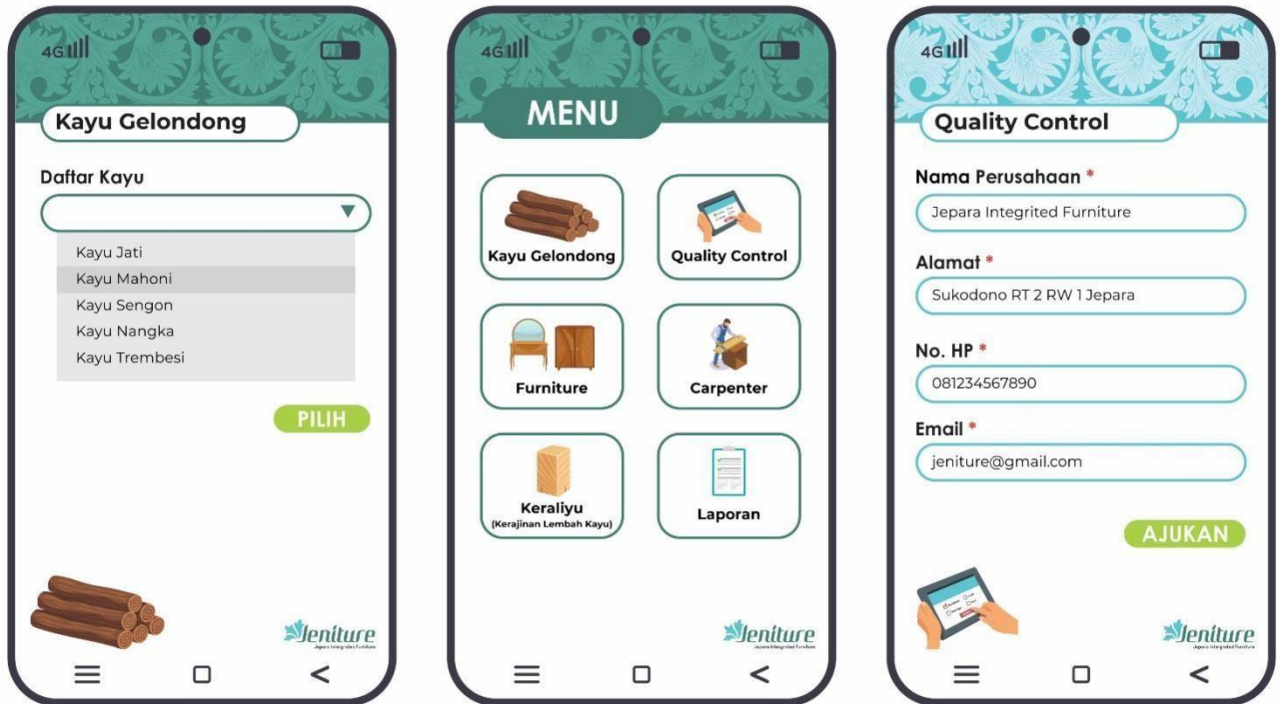 4G
Kayu Gelondong
Daftar Kayu
Kayu Jati
Kayu Mahoni
Kayu Sengon
Kayu Nangka
Kayu Trembesi
PILIH
Jeniture
4G
MENU
Kayu Gelondong
Quality Control
Furniture
Carpenter
Keraliyu
(Kerajinan Lembah Kayu)
Laporan
Jeniture
4G
Quality Control
Nama Perusahaan *
Jepara Integrited Furniture
Alamat *
Sukodono RT 2 RW 1 Jepara
No. HP *
081234567890
Email *
jeniture@gmail.com
AJUKAN
Jeniture